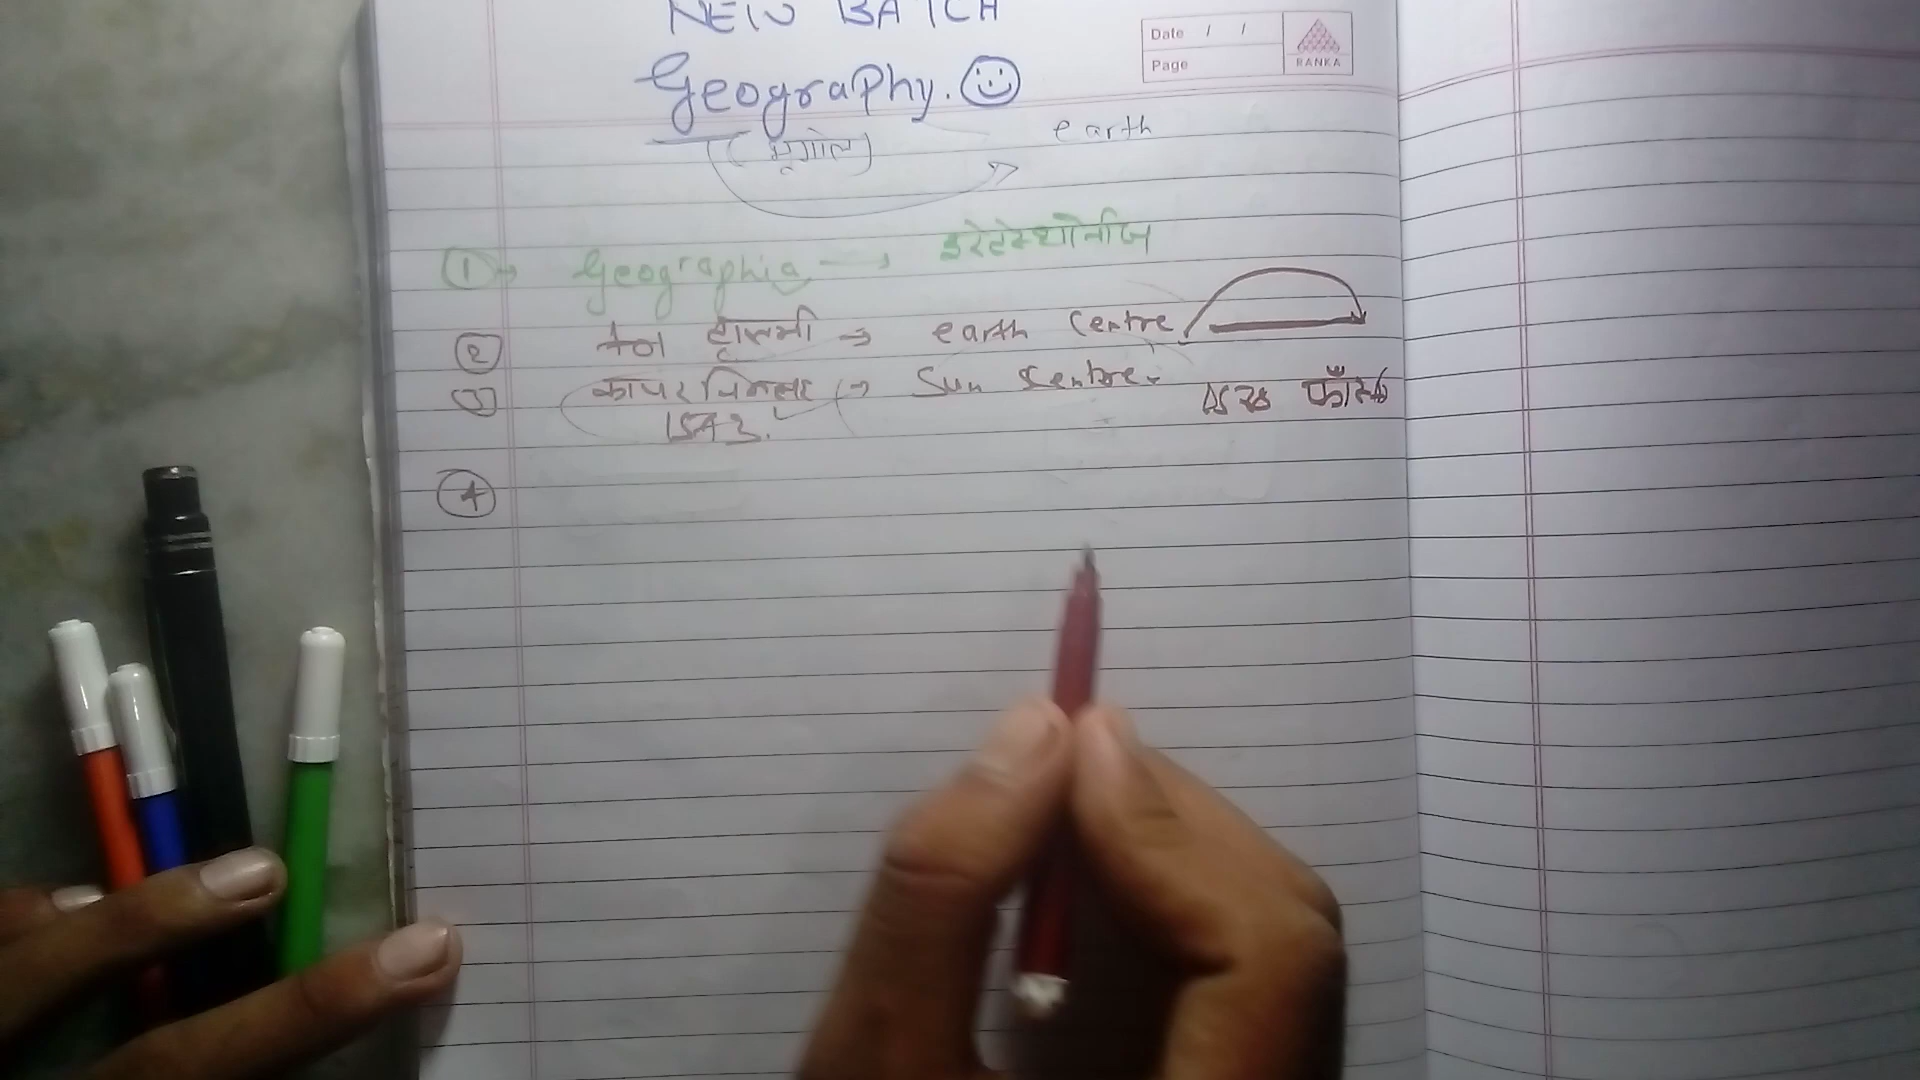 NEW BATCH
Geography.
(भूगोल)
earth
Date / /
Page
RANKA
① → Geographia → इरेटेस्थोनीज
② → earth Centre
③ कापरनिकस → Sun Centre.
1543.
④